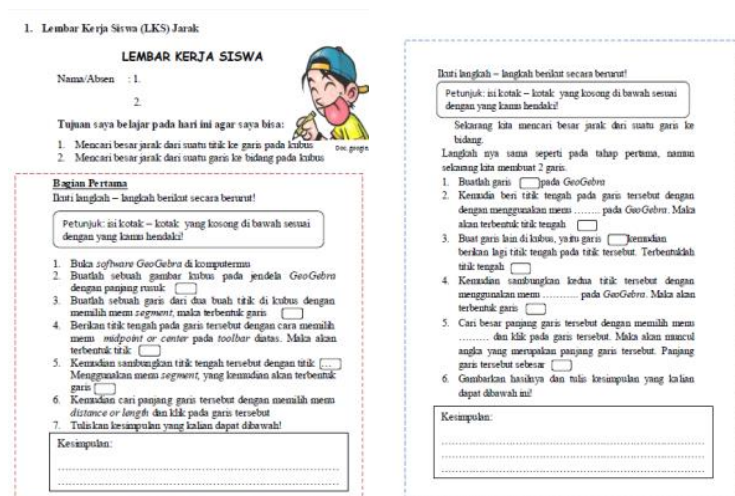 1. Lembar Kerja Siswa (LKS) Jarak
LEMBAR KERJA SISWA
Nama/Absen : 1.
2.
Tujuan saya belajar pada hari ini agar saya bisa:
1. Mencari besar jarak dari suatu titik ke garis pada kubus
2. Mencari besar jarak dari suatu garis ke bidang pada kubus
Doc. google
Bagian Pertama
Ikuti langkah – langkah berikut secara berurut!
Petunjuk: isi kotak – kotak yang kosong di bawah sesuai
dengan yang kamu hendaki!
1. Buka software GeoGebra di komputermu
2. Buatlah sebuah gambar kubus pada jendela GeoGebra
dengan panjang rusuk
3. Buatlah sebuah garis dari dua buah titik di kubus dengan
memilih menu segment, maka terbentuk garis
4. Berikan titik tengah pada garis tersebut dengan cara memilih
menu midpoint or center pada toolbar diatas. Maka akan
terbentuk titik
5. Kemudian sambungkan titik tengah tersebut dengan titik ...
Menggunakan menu segment, yang kemudian akan terbentuk
garis
6. Kemudian cari panjang garis tersebut dengan memilih menu
distance or length dan klik pada garis tersebut
7. Tuliskan kesimpulan yang kalian dapat dibawah!
Kesimpulan:
Ikuti langkah – langkah berikut secara berurut!
Petunjuk: isi kotak – kotak yang kosong di bawah sesuai
dengan yang kamu hendaki!
Sekarang kita mencari besar jarak dari suatu garis ke
bidang.
Langkah nya sama seperti pada tahap pertama, namun
sekarang kita membuat 2 garis.
1. Buatlah garis pada GeoGebra
2. Kemudia beri titik tengah pada garis tersebut dengan
dengan menggunakan menu ........ pada GeoGebra. Maka
akan terbentuk titik tengah
3. Buat garis lain di kubus, yaitu garis kemudian
berikan lagi titik tengah pada titik tersebut. Terbentuklah
titik tengah
4. Kemudian sambungkan kedua titik tersebut dengan
menggunakan menu ........... pada GeoGebra. Maka akan
terbentuk garis
5. Cari besar panjang garis tersebut dengan memilih menu
......... dan klik pada garis tersebut. Maka akan muncul
angka yang merupakan panjang garis tersebut. Panjang
garis tersebut sebesar
6. Gambarkan hasilnya dan tulis kesimpulan yang kalian
dapat dibawah ini!
Kesimpulan: